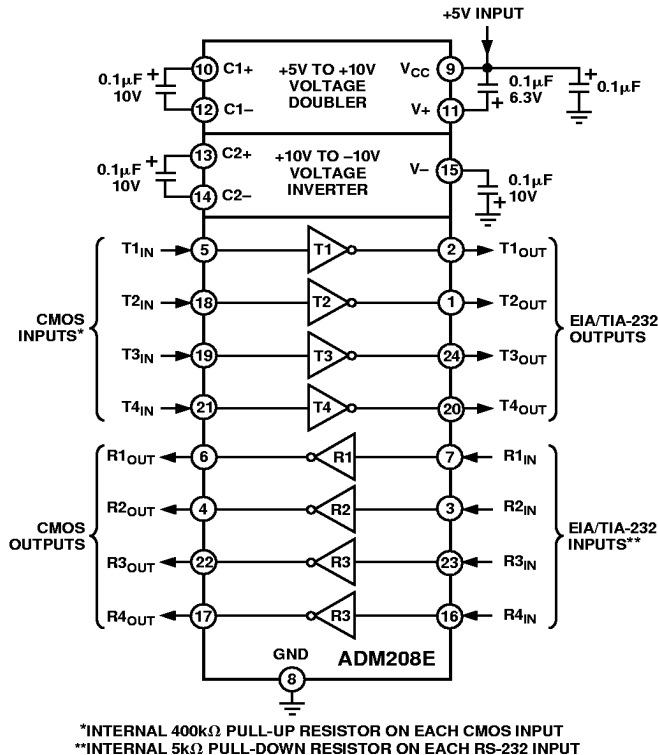 +5V INPUT
0.1µF 10V
10 C1+
12 C1–
+5V TO +10V
VOLTAGE
DOUBLER
VCC 9
V+ 11
0.1µF
6.3V
0.1µF
0.1µF 10V
13 C2+
14 C2–
+10V TO –10V
VOLTAGE
INVERTER
V– 15
0.1µF
10V
CMOS
INPUTS*
T1IN 5 T1 2 T1OUT
T2IN 18 T2 1 T2OUT
T3IN 19 T3 24 T3OUT
T4IN 21 T4 20 T4OUT
EIA/TIA-232
OUTPUTS
CMOS
OUTPUTS
R1OUT 6 R1 7 R1IN
R2OUT 4 R2 3 R2IN
R3OUT 22 R3 23 R3IN
R4OUT 17 R3 16 R4IN
EIA/TIA-232
INPUTS**
GND
8
ADM208E
*INTERNAL 400kΩ PULL-UP RESISTOR ON EACH CMOS INPUT
**INTERNAL 5kΩ PULL-DOWN RESISTOR ON EACH RS-232 INPUT